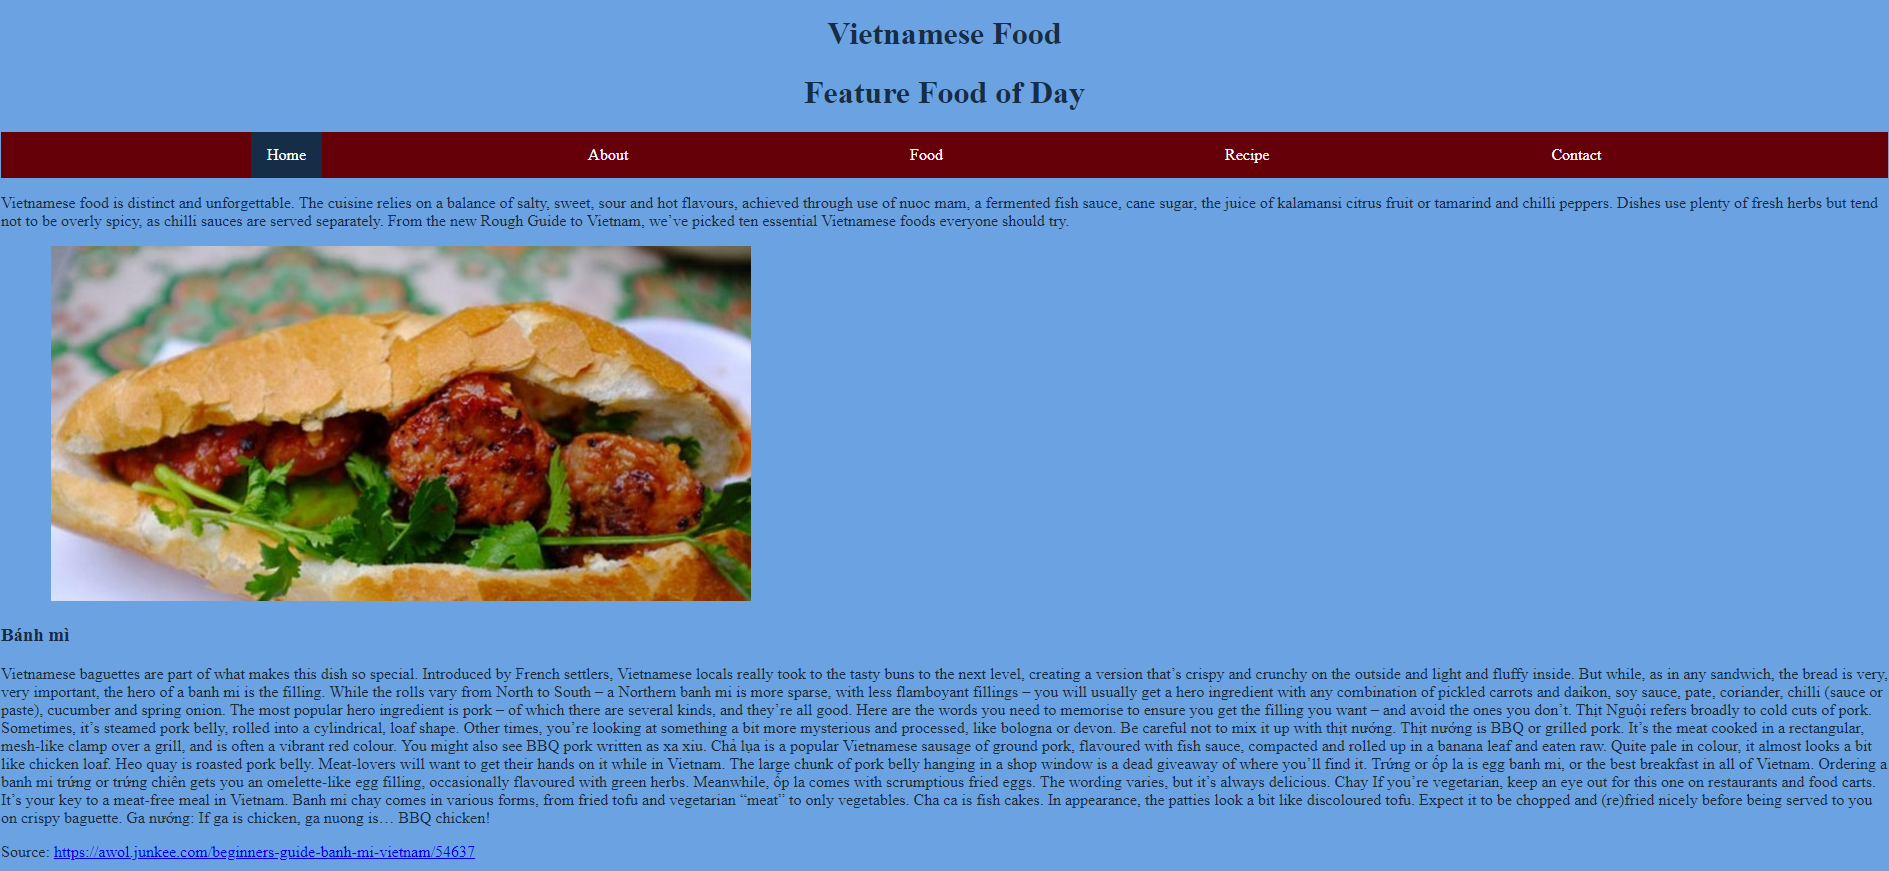 Vietnamese Food
Feature Food of Day
Home About Food Recipe Contact
Vietnamese food is distinct and unforgettable. The cuisine relies on a balance of salty, sweet, sour and hot flavours, achieved through use of nuoc mam, a fermented fish sauce, cane sugar, the juice of kalamansi citrus fruit or tamarind and chilli peppers. Dishes use plenty of fresh herbs but tend
not to be overly spicy, as chilli sauces are served separately. From the new Rough Guide to Vietnam, we’ve picked ten essential Vietnamese foods everyone should try.
Bánh mì
Vietnamese baguettes are part of what makes this dish so special. Introduced by French settlers, Vietnamese locals really took to the tasty buns to the next level, creating a version that’s crispy and crunchy on the outside and light and fluffy inside. But while, as in any sandwich, the bread is very,
very important, the hero of a banh mi is the filling. While the rolls vary from North to South – a Northern banh mi is more sparse, with less flamboyant fillings – you will usually get a hero ingredient with any combination of pickled carrots and daikon, soy sauce, pate, coriander, chilli (sauce or
paste), cucumber and spring onion. The most popular hero ingredient is pork – of which there are several kinds, and they’re all good. Here are the words you need to memorise to ensure you get the filling you want – and avoid the ones you don’t. Thịt Nguội refers broadly to cold cuts of pork.
Sometimes, it’s steamed pork belly, rolled into a cylindrical, loaf shape. Other times, you’re looking at something a bit more mysterious and processed, like bologna or devon. Be careful not to mix it up with thịt nướng. Thịt nướng is BBQ or grilled pork. It’s the meat cooked in a rectangular,
mesh-like clamp over a grill, and is often a vibrant red colour. You might also see BBQ pork written as xa xiu. Chả lụa is a popular Vietnamese sausage of ground pork, flavoured with fish sauce, compacted and rolled up in a banana leaf and eaten raw. Quite pale in colour, it almost looks a bit
like chicken loaf. Heo quay is roasted pork belly. Meat-lovers will want to get their hands on it while in Vietnam. The large chunk of pork belly hanging in a shop window is a dead giveaway of where you’ll find it. Trứng or ốp la is egg banh mi, or the best breakfast in all of Vietnam. Ordering a
banh mi trứng or trứng chiên gets you an omelette-like egg filling, occasionally flavoured with green herbs. Meanwhile, ốp la comes with scrumptious fried eggs. The wording varies, but it’s always delicious. Chay If you’re vegetarian, keep an eye out for this one on restaurants and food carts.
It’s your key to a meat-free meal in Vietnam. Banh mi chay comes in various forms, from fried tofu and vegetarian “meat” to only vegetables. Cha ca is fish cakes. In appearance, the patties look a bit like discoloured tofu. Expect it to be chopped and (re)fried nicely before being served to you
on crispy baguette. Ga nướng: If ga is chicken, ga nuong is… BBQ chicken!
Source: https://awol.junkee.com/beginners-guide-banh-mi-vietnam/54637